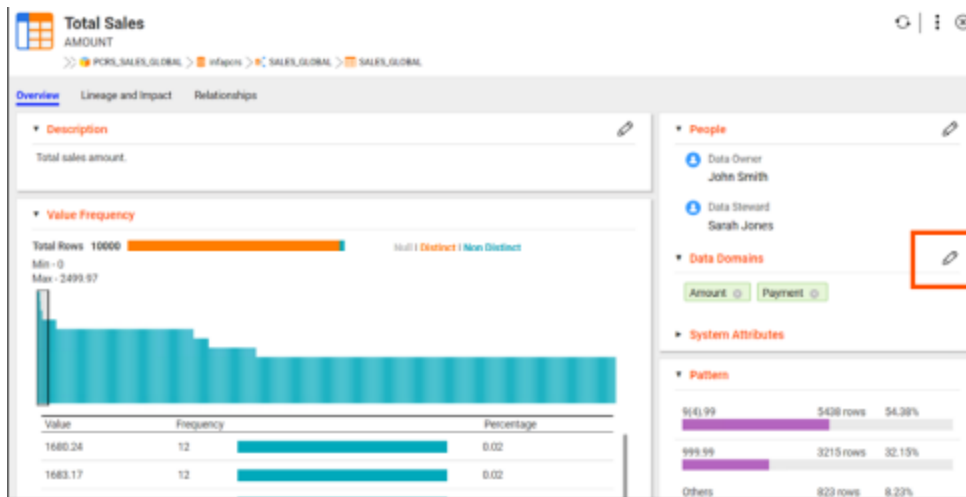 Total Sales
AMOUNT
PCRS_SALES_GLOBAL > infapcrs > SALES_GLOBAL > SALES_GLOBAL
Overview Lineage and Impact Relationships
Description
Total sales amount.
Value Frequency
Total Rows 10000 Null | Distinct | Non Distinct
Min - 0
Max - 2499.97
Value Frequency Percentage
1680.24 12 0.02
1683.17 12 0.02
People
Data Owner
John Smith
Data Steward
Sarah Jones
Data Domains
Amount Payment
System Attributes
Pattern
9(4).99 5438 rows 54.38%
999.99 3215 rows 32.15%
Others 823 rows 8.23%